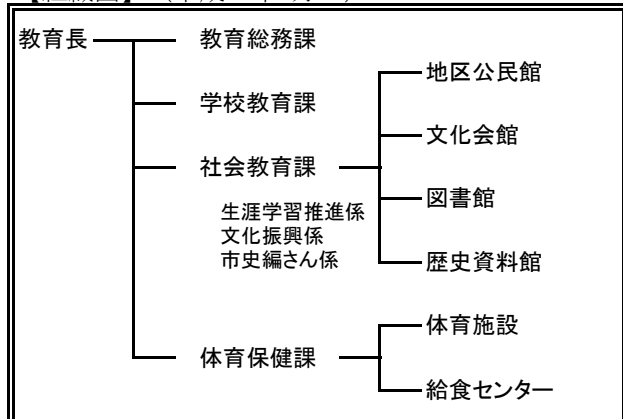 教育長
教育総務課
学校教育課
社会教育課
生涯学習推進係
文化振興係
市史編さん係
地区公民館
文化会館
図書館
歴史資料館
体育保健課
体育施設
給食センター